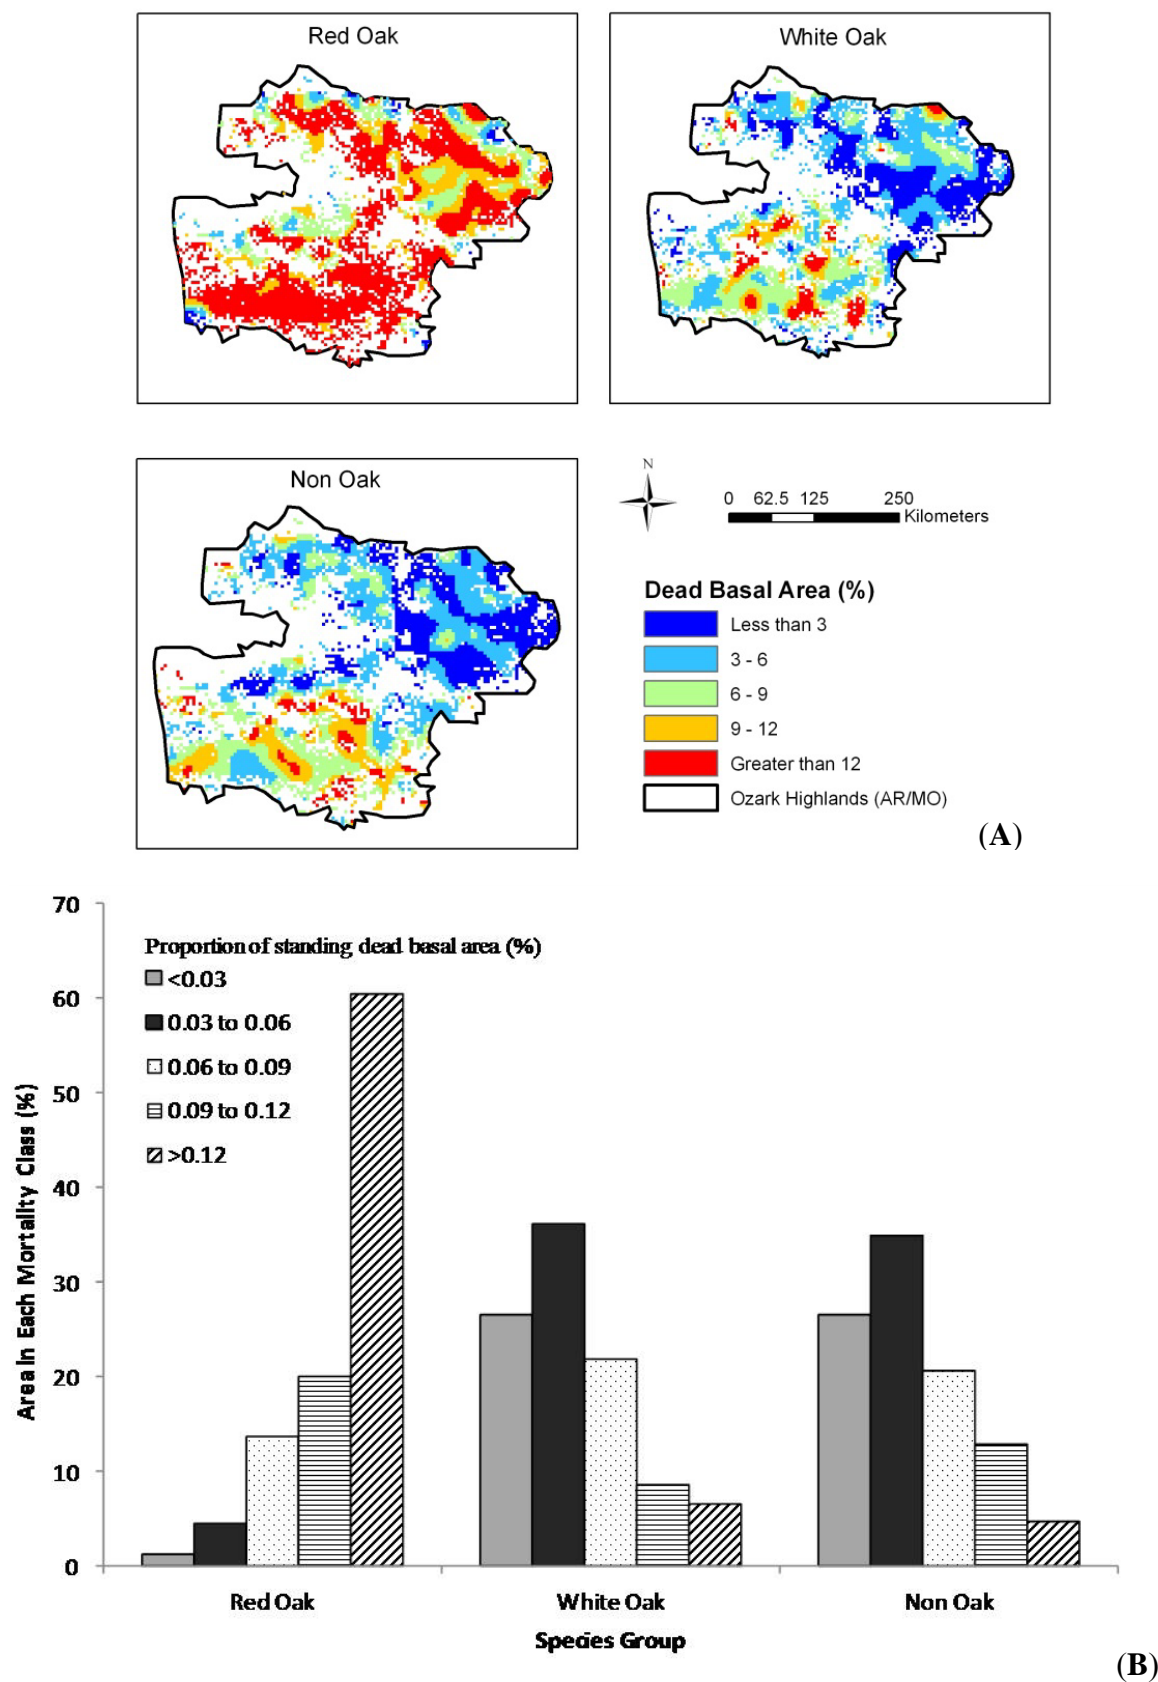 Red Oak
White Oak
Non Oak
N
0 62.5 125 250
Kilometers
Dead Basal Area (%)
Less than 3
3 - 6
6 - 9
9 - 12
Greater than 12
Ozark Highlands (AR/MO)
(A)
70
60
50
40
30
20
10
0
Area In Each Mortality Class (%)
Proportion of standing dead basal area (%)
<0.03
0.03 to 0.06
0.06 to 0.09
0.09 to 0.12
>0.12
Red Oak White Oak Non Oak
Species Group
(B)